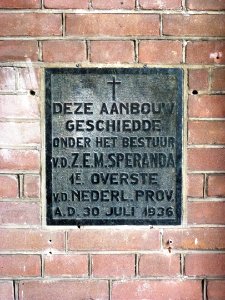 DEZE AANBOUW
GESCHIEDDE
ONDER HET BESTUUR
v.D. Z.E.M. SPERANDA
1E OVERSTE
v.D. NEDERL. PROV.
A.D. 30 JULI 1936